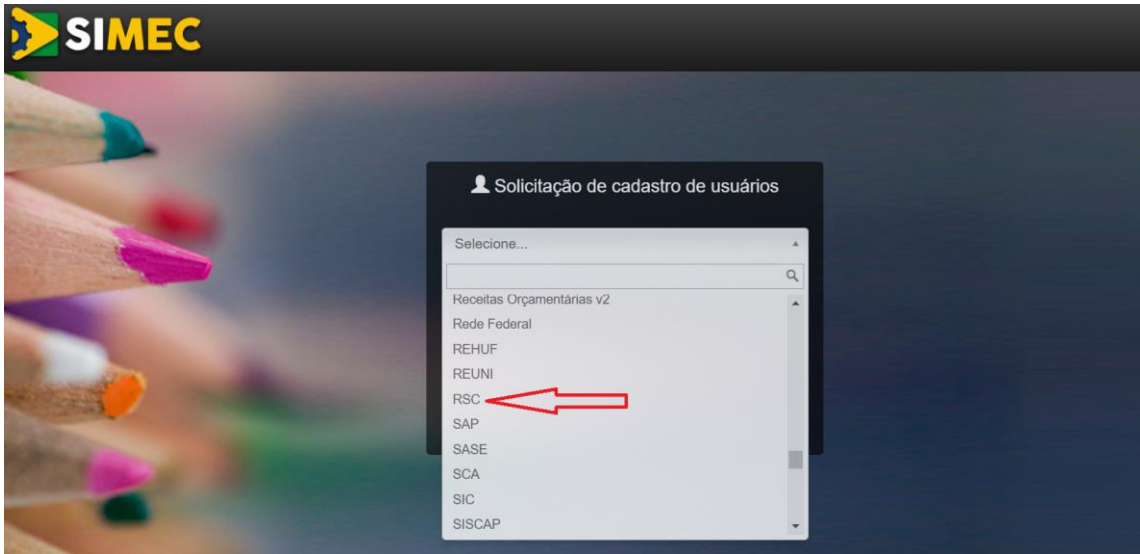 SIMEC
Solicitação de cadastro de usuários
Selecione...
Receitas Orçamentárias v2
Rede Federal
REHUF
REUNI
RSC
SAP
SASE
SCA
SIC
SISCAP